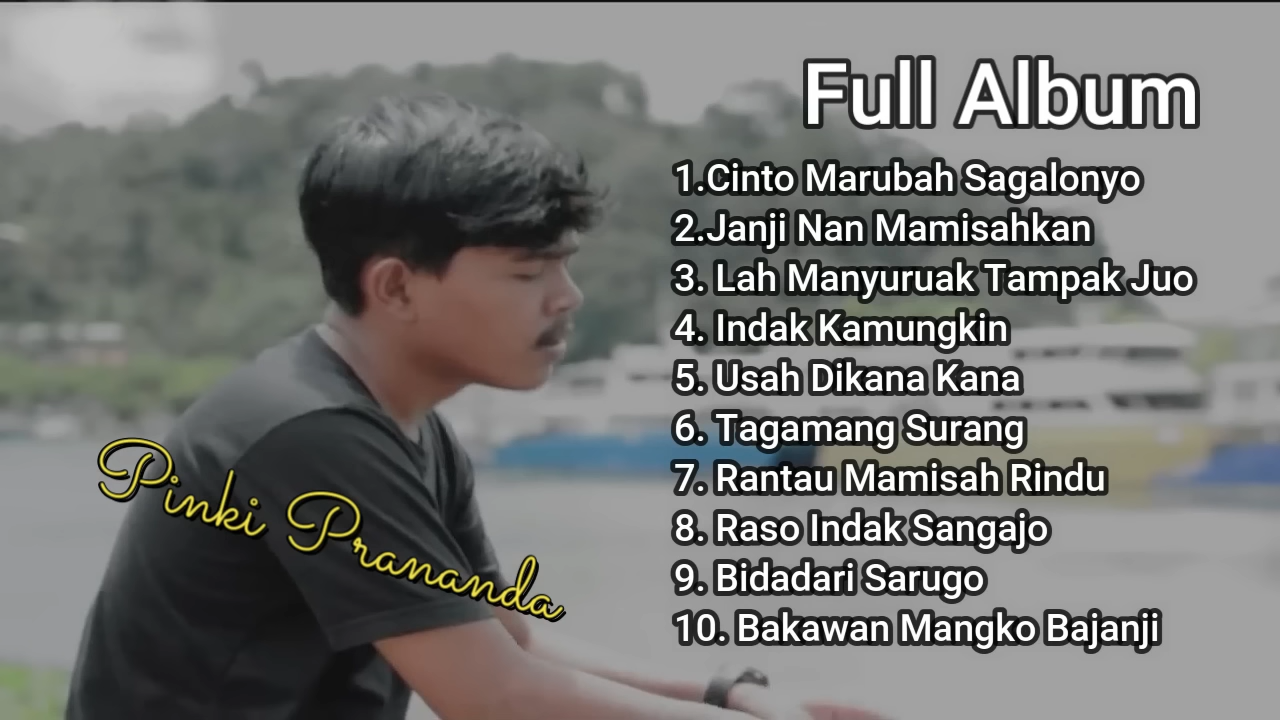 Full Album
1.Cinto Marubah Sagalonyo
2.Janji Nan Mamisahkan
3. Lah Manyuruak Tampak Juo
4. Indak Kamungkin
5. Usah Dikana Kana
6. Tagamang Surang
7. Rantau Mamisah Rindu
8. Raso Indak Sangajo
9. Bidadari Sarugo
10. Bakawan Mangko Bajanji
Pinki Prananda